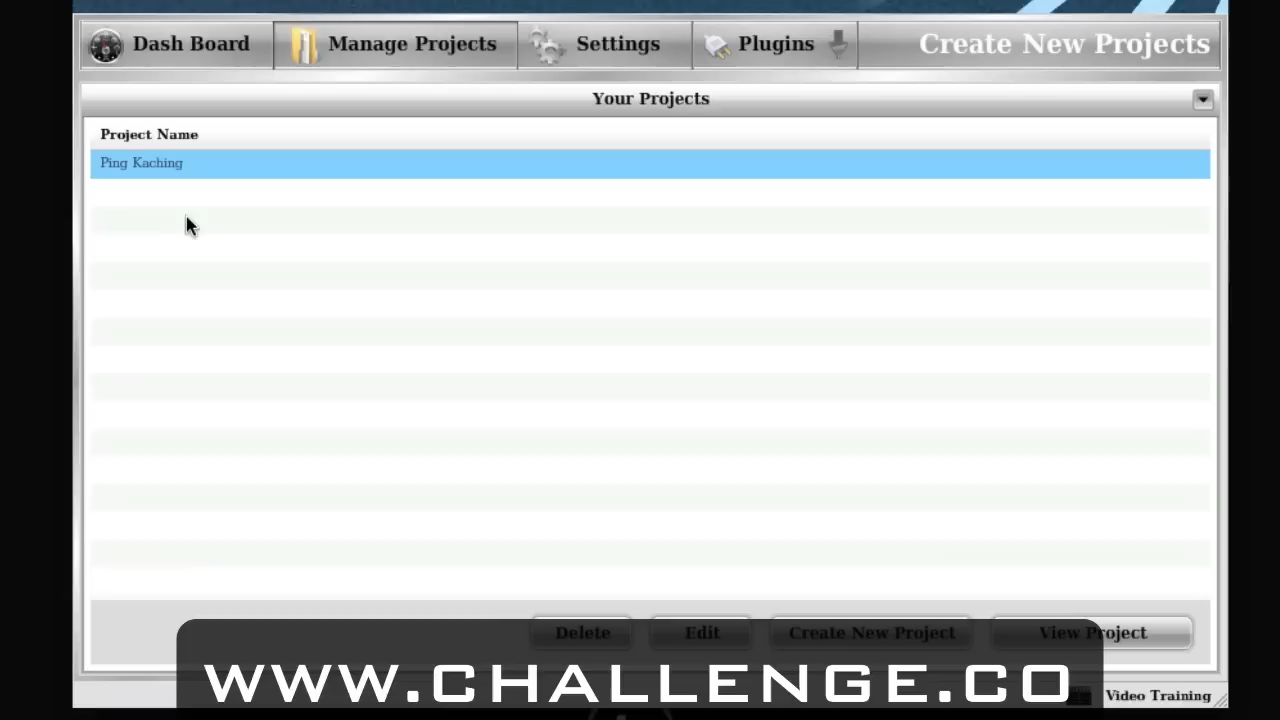 Dash Board
Manage Projects
Settings
Plugins
Create New Projects
Your Projects
Project Name
Ping Kaching
Delete
Edit
Create New Project
View Project
WWW.CHALLENGE.CO
Video Training